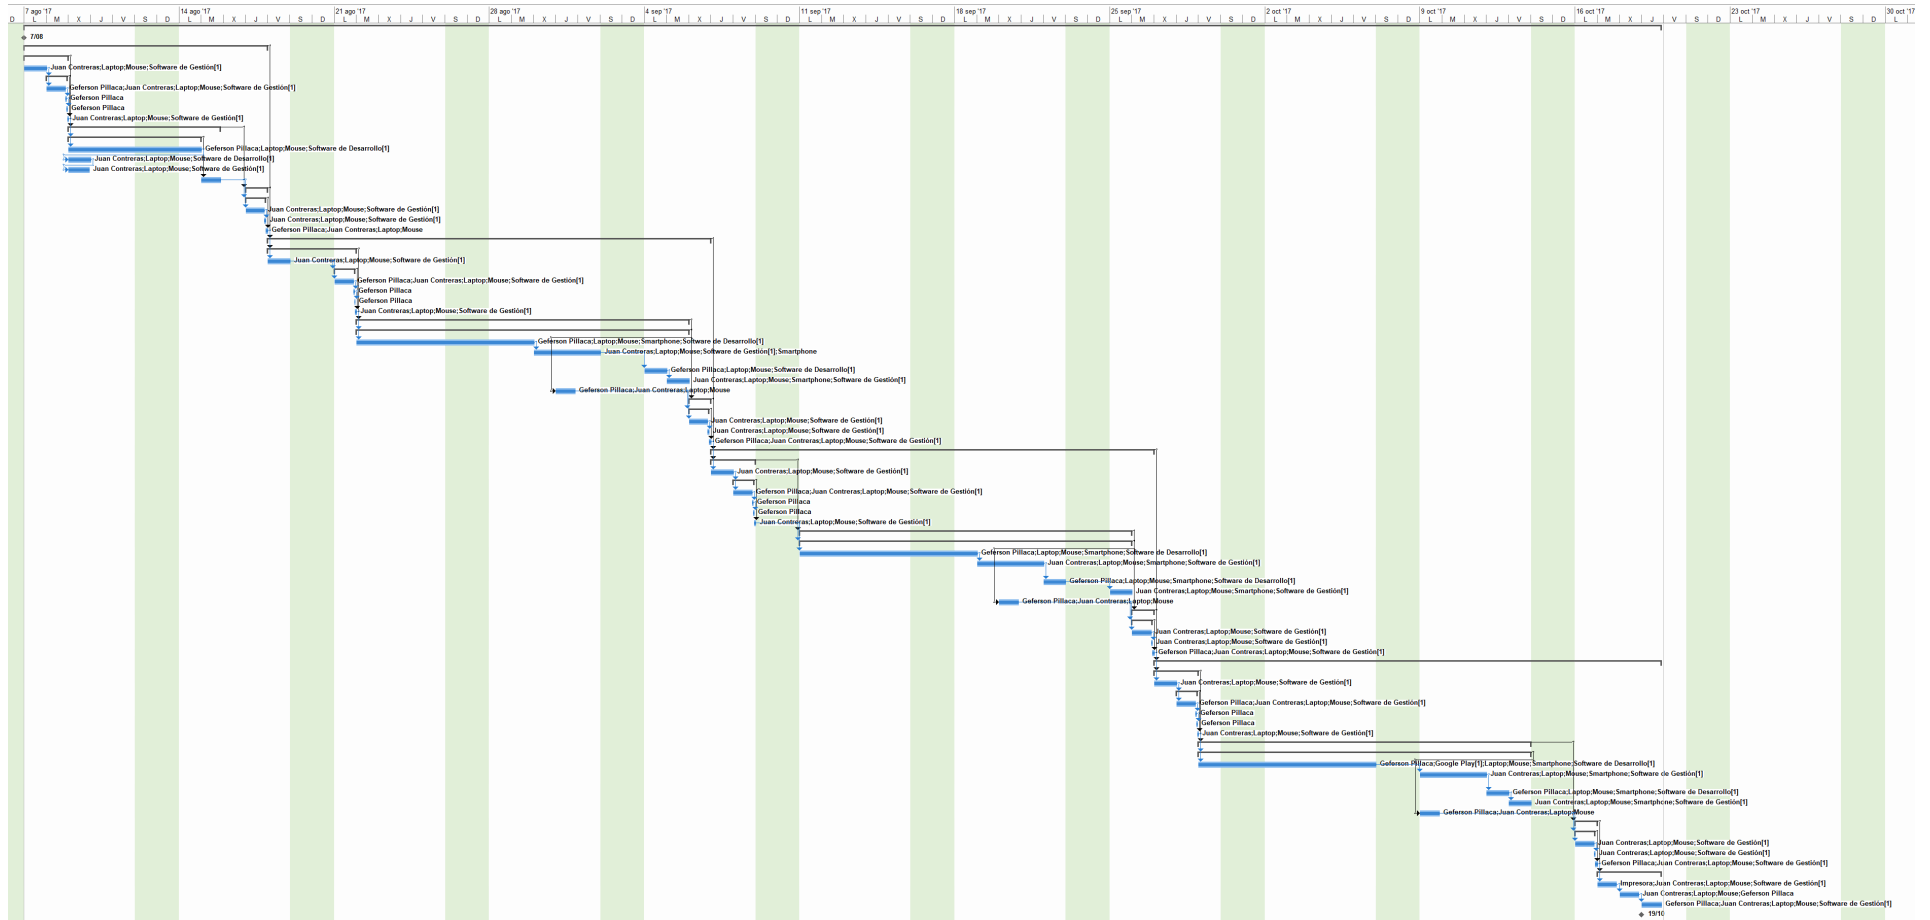 7 ago '17 14 ago '17 21 ago '17 28 ago '17 4 sep '17 11 sep '17 18 sep '17 25 sep '17 2 oct '17 9 oct '17 16 oct '17 23 oct '17 30 oct '17
D L M X J V S D L M X J V S D L M X J V S D L M X J V S D L M X J V S D L M X J V S D L M X J V S D L M X J V S D L M X J V S D L M X J V S D L M X J V S D L M X J V S D L M
7/08
Juan Contreras;Laptop;Mouse;Software de Gestión[1]
Geferson Pillaca;Juan Contreras;Laptop;Mouse;Software de Gestión[1]
Geferson Pillaca
Geferson Pillaca
Juan Contreras;Laptop;Mouse;Software de Gestión[1]
Geferson Pillaca;Laptop;Mouse;Software de Desarrollo[1]
Juan Contreras;Laptop;Mouse;Software de Desarrollo[1]
Juan Contreras;Laptop;Mouse;Software de Gestión[1]
Juan Contreras;Laptop;Mouse;Software de Gestión[1]
Juan Contreras;Laptop;Mouse;Software de Gestión[1]
Geferson Pillaca;Juan Contreras;Laptop;Mouse
Juan Contreras;Laptop;Mouse;Software de Gestión[1]
Geferson Pillaca;Juan Contreras;Laptop;Mouse;Software de Gestión[1]
Geferson Pillaca
Geferson Pillaca
Juan Contreras;Laptop;Mouse;Software de Gestión[1]
Geferson Pillaca;Laptop;Mouse;Smartphone;Software de Desarrollo[1]
Juan Contreras;Laptop;Mouse;Software de Gestión[1];Smartphone
Geferson Pillaca;Laptop;Mouse;Software de Desarrollo[1]
Juan Contreras;Laptop;Mouse;Smartphone;Software de Gestión[1]
Geferson Pillaca;Juan Contreras;Laptop;Mouse
Juan Contreras;Laptop;Mouse;Software de Gestión[1]
Juan Contreras;Laptop;Mouse;Software de Gestión[1]
Geferson Pillaca;Juan Contreras;Laptop;Mouse;Software de Gestión[1]
Juan Contreras;Laptop;Mouse;Software de Gestión[1]
Geferson Pillaca;Juan Contreras;Laptop;Mouse;Software de Gestión[1]
Geferson Pillaca
Geferson Pillaca
Juan Contreras;Laptop;Mouse;Software de Gestión[1]
Geferson Pillaca;Laptop;Mouse;Smartphone;Software de Desarrollo[1]
Juan Contreras;Laptop;Mouse;Smartphone;Software de Gestión[1]
Geferson Pillaca;Laptop;Mouse;Smartphone;Software de Desarrollo[1]
Juan Contreras;Laptop;Mouse;Smartphone;Software de Gestión[1]
Geferson Pillaca;Juan Contreras;Laptop;Mouse
Juan Contreras;Laptop;Mouse;Software de Gestión[1]
Juan Contreras;Laptop;Mouse;Software de Gestión[1]
Geferson Pillaca;Juan Contreras;Laptop;Mouse;Software de Gestión[1]
Juan Contreras;Laptop;Mouse;Software de Gestión[1]
Geferson Pillaca;Juan Contreras;Laptop;Mouse;Software de Gestión[1]
Geferson Pillaca
Geferson Pillaca
Juan Contreras;Laptop;Mouse;Software de Gestión[1]
Geferson Pillaca;Google Play[1];Laptop;Mouse;Smartphone;Software de Desarrollo[1]
Juan Contreras;Laptop;Mouse;Smartphone;Software de Gestión[1]
Geferson Pillaca;Laptop;Mouse;Smartphone;Software de Desarrollo[1]
Juan Contreras;Laptop;Mouse;Smartphone;Software de Gestión[1]
Geferson Pillaca;Juan Contreras;Laptop;Mouse
Juan Contreras;Laptop;Mouse;Software de Gestión[1]
Juan Contreras;Laptop;Mouse;Software de Gestión[1]
Geferson Pillaca;Juan Contreras;Laptop;Mouse;Software de Gestión[1]
Impresora;Juan Contreras;Laptop;Mouse;Software de Gestión[1]
Juan Contreras;Laptop;Mouse;Geferson Pillaca
Geferson Pillaca;Juan Contreras;Laptop;Mouse;Software de Gestión[1]
19/10